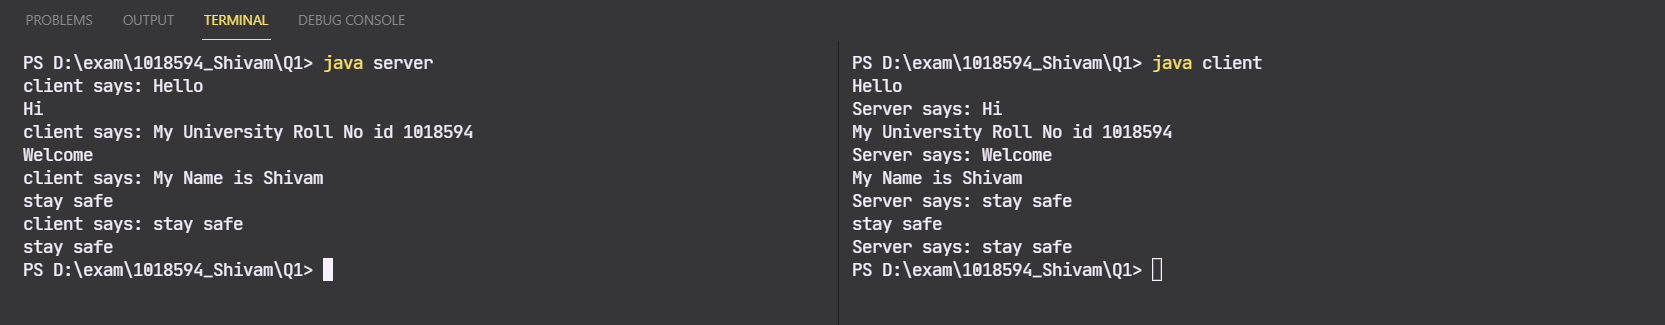 PROBLEMS OUTPUT TERMINAL DEBUG CONSOLE
PS D:\exam\1018594_Shivam\Q1> java server
client says: Hello
Hi
client says: My University Roll No id 1018594
Welcome
client says: My Name is Shivam
stay safe
client says: stay safe
stay safe
PS D:\exam\1018594_Shivam\Q1>
PS D:\exam\1018594_Shivam\Q1> java client
Hello
Server says: Hi
My University Roll No id 1018594
Server says: Welcome
My Name is Shivam
Server says: stay safe
stay safe
Server says: stay safe
PS D:\exam\1018594_Shivam\Q1>